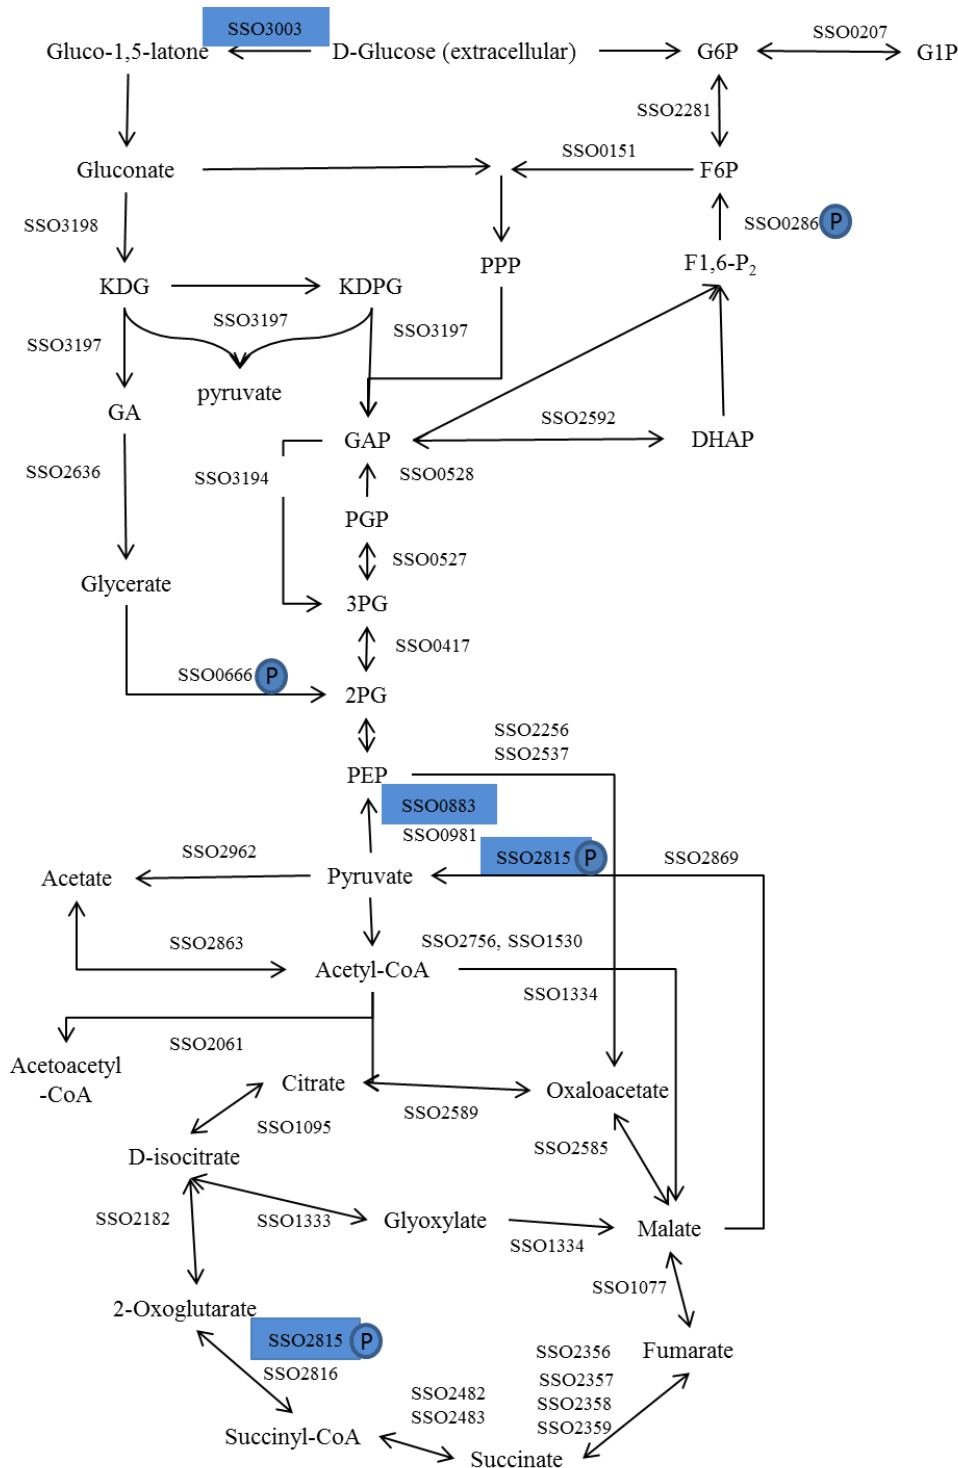 SSO3003
Gluco-1,5-latone
D-Glucose (extracellular)
G6P
SSO0207
G1P
SSO2281
Gluconate
SSO0151
F6P
SSO3198
SSO0286 P
PPP
F1,6-P2
KDG
KDPG
SSO3197
SSO3197
SSO3197
pyruvate
GA
GAP
SSO2592
DHAP
SSO2636
SSO3194
SSO0528
PGP
SSO0527
Glycerate
3PG
SSO0417
SSO0666 P
2PG
SSO2256
SSO2537
PEP
SSO0883
SSO0981
SSO2962
SSO2815 P
SSO2869
Acetate
Pyruvate
SSO2863
SSO2756, SSO1530
Acetyl-CoA
SSO1334
SSO2061
Acetoacetyl
-CoA
Citrate
Oxaloacetate
SSO2589
SSO1095
SSO2585
D-isocitrate
SSO2182
SSO1333
Glyoxylate
SSO1334
Malate
SSO1077
2-Oxoglutarate
SSO2815 P
SSO2816
SSO2356
Fumarate
SSO2357
SSO2358
SSO2359
SSO2482
SSO2483
Succinyl-CoA
Succinate